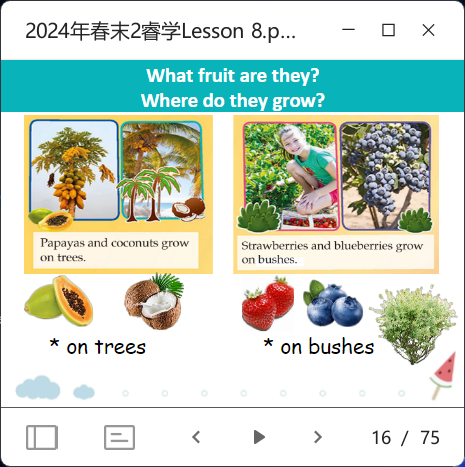 2024年春末2睿学Lesson 8.p...
What fruit are they?
Where do they grow?
Papayas and coconuts grow
on trees.
Strawberries and blueberries grow
on bushes.
* on trees
* on bushes
16 / 75